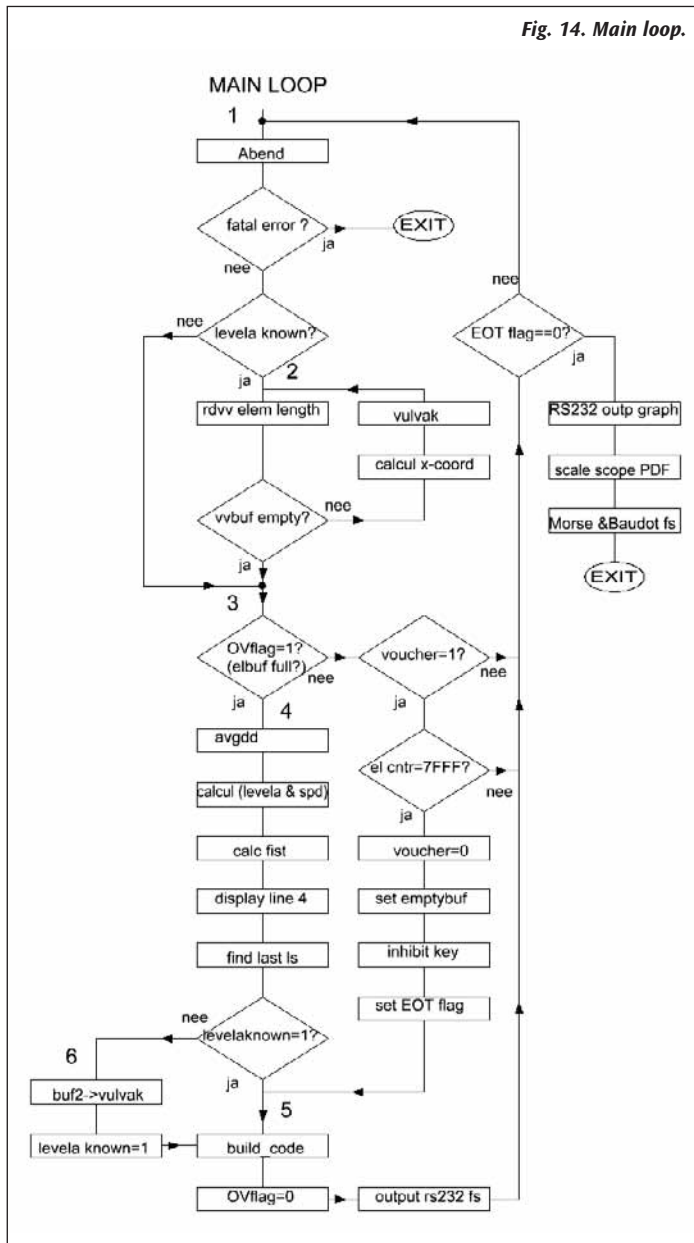 Fig. 14. Main loop.
MAIN LOOP
1
Abend
fatal error ?
ja
EXIT
nee
nee
levela known?
ja
2
rdvv elem length
vulvak
calcul x-coord
vvbuf empty?
nee
ja
3
OVflag=1?
(elbuf full?)
nee
ja
4
voucher=1?
nee
ja
avgdd
el cntr=7FFF?
nee
ja
calcul (levela & spd)
calc fist
voucher=0
display line 4
set emptybuf
find last ls
inhibit key
set EOT flag
nee
levelaknown=1?
ja
6
buf2->vulvak
5
levela known=1
build_code
OVflag=0
output rs232 fs
nee
EOT flag==0?
ja
RS232 outp graph
scale scope PDF
Morse &Baudot fs
EXIT